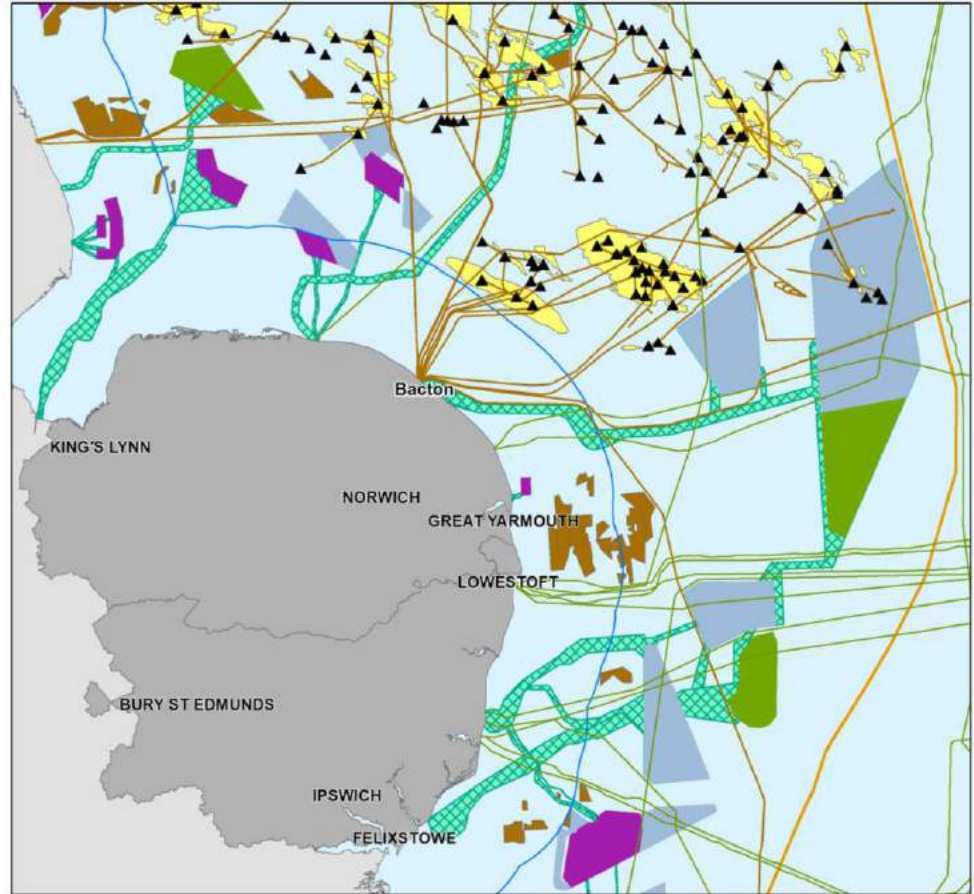 Bacton
KING'S LYNN
NORWICH
GREAT YARMOUTH
LOWESTOFT
BURY ST EDMUNDS
IPSWICH
FELIXSTOWE